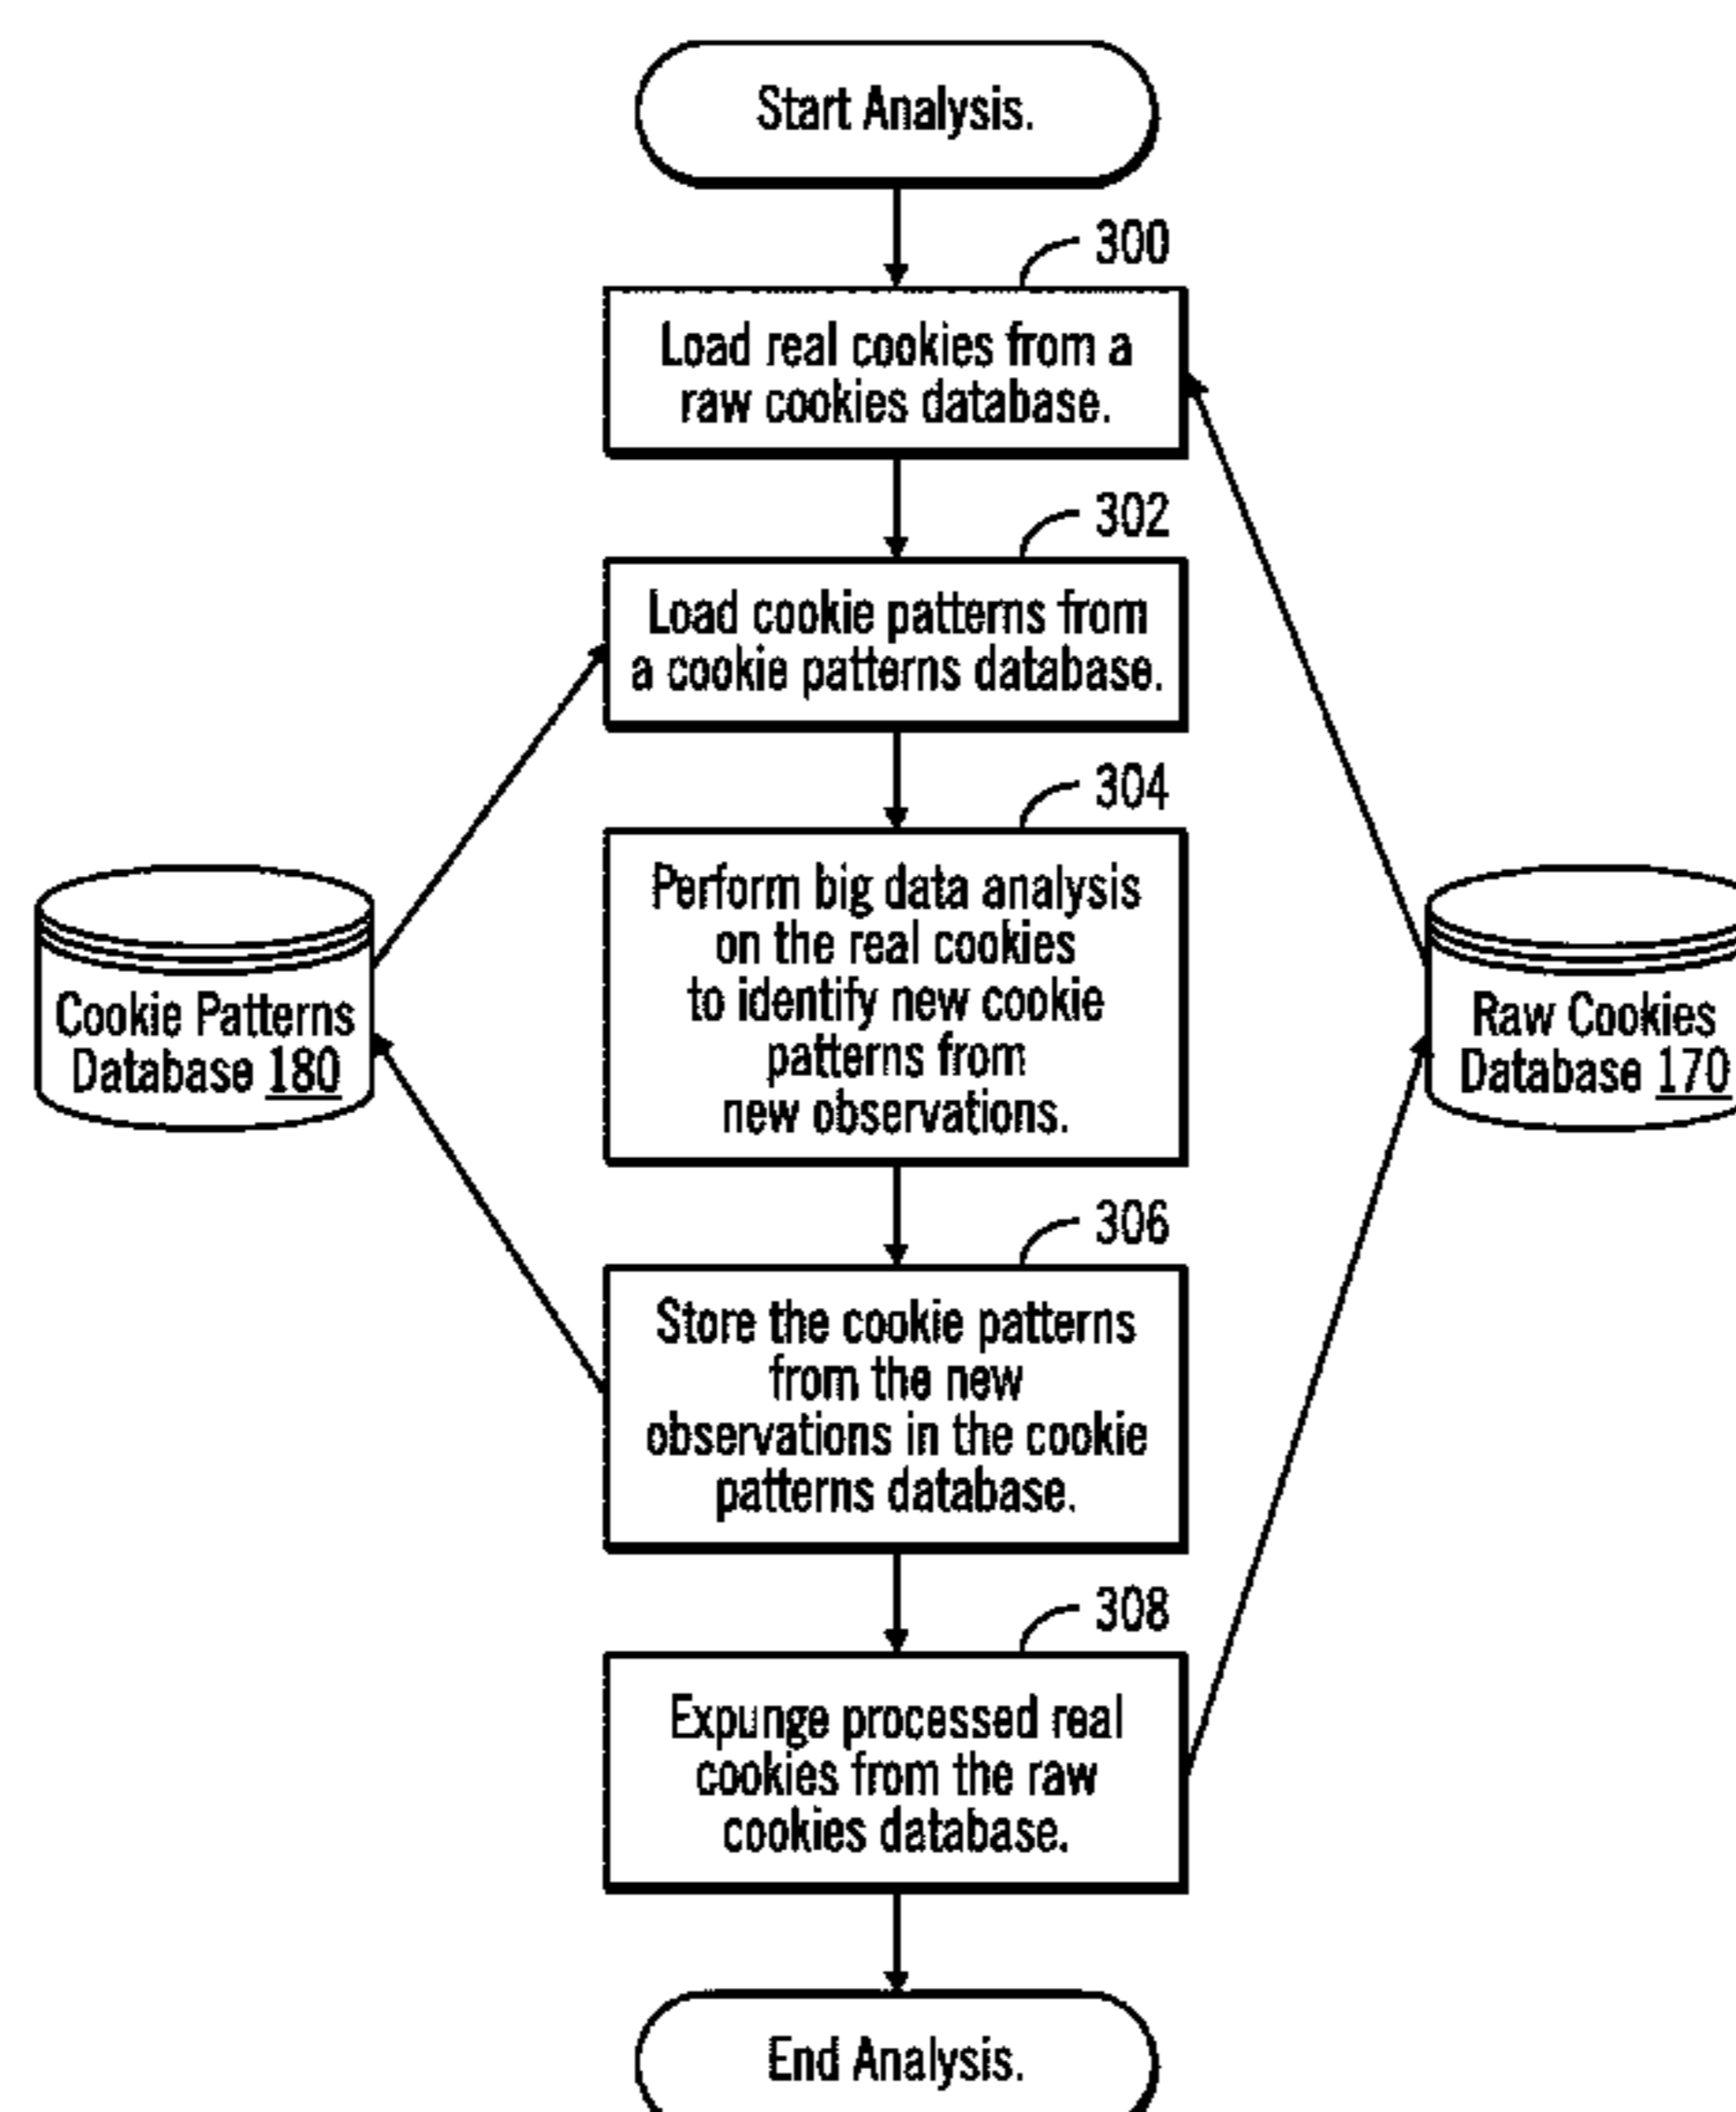 Start Analysis.
300
Load real cookies from a
raw cookies database.
302
Load cookie patterns from
a cookie patterns database.
304
Perform big data analysis
on the real cookies
to identify new cookie
patterns from
new observations.
Cookie Patterns
Database 180
Raw Cookies
Database 170
306
Store the cookie patterns
from the new
observations in the cookie
patterns database.
308
Expunge processed real
cookies from the raw
cookies database.
End Analysis.